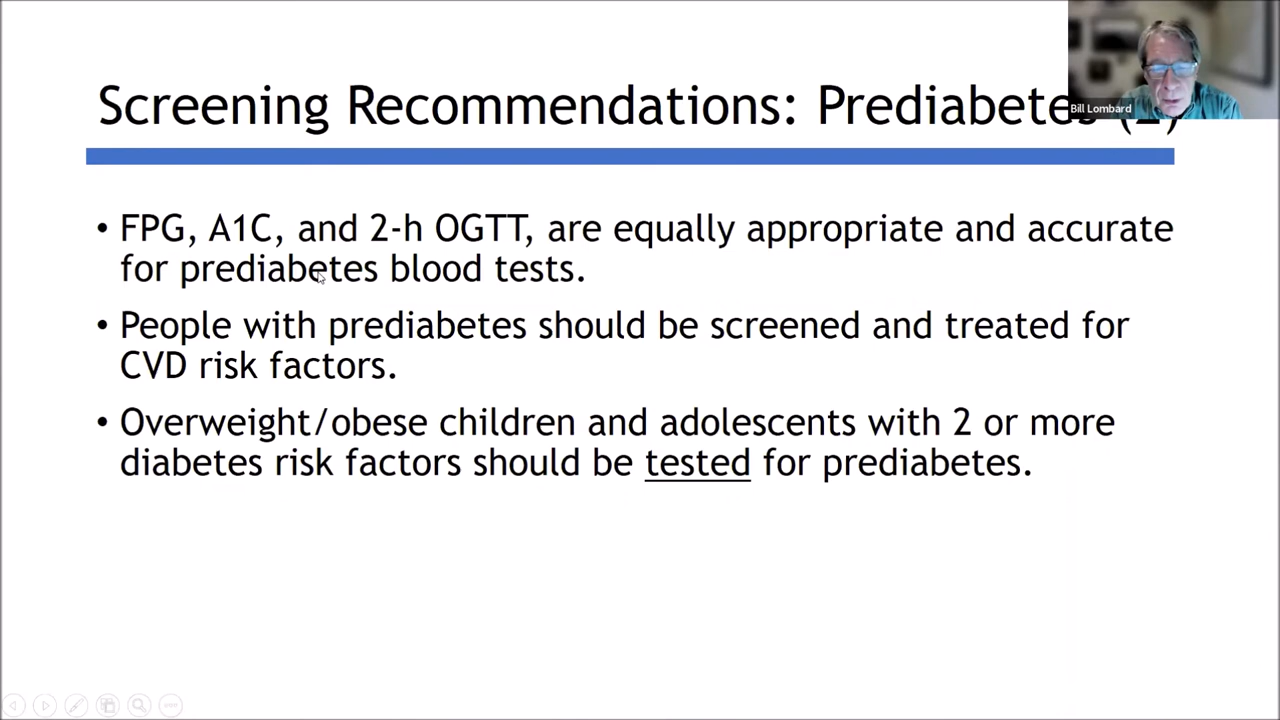 Screening Recommendations: Prediabetes
Bill Lombard
• FPG, A1C, and 2-h OGTT, are equally appropriate and accurate
for prediabetes blood tests.
• People with prediabetes should be screened and treated for
CVD risk factors.
• Overweight/obese children and adolescents with 2 or more
diabetes risk factors should be tested for prediabetes.